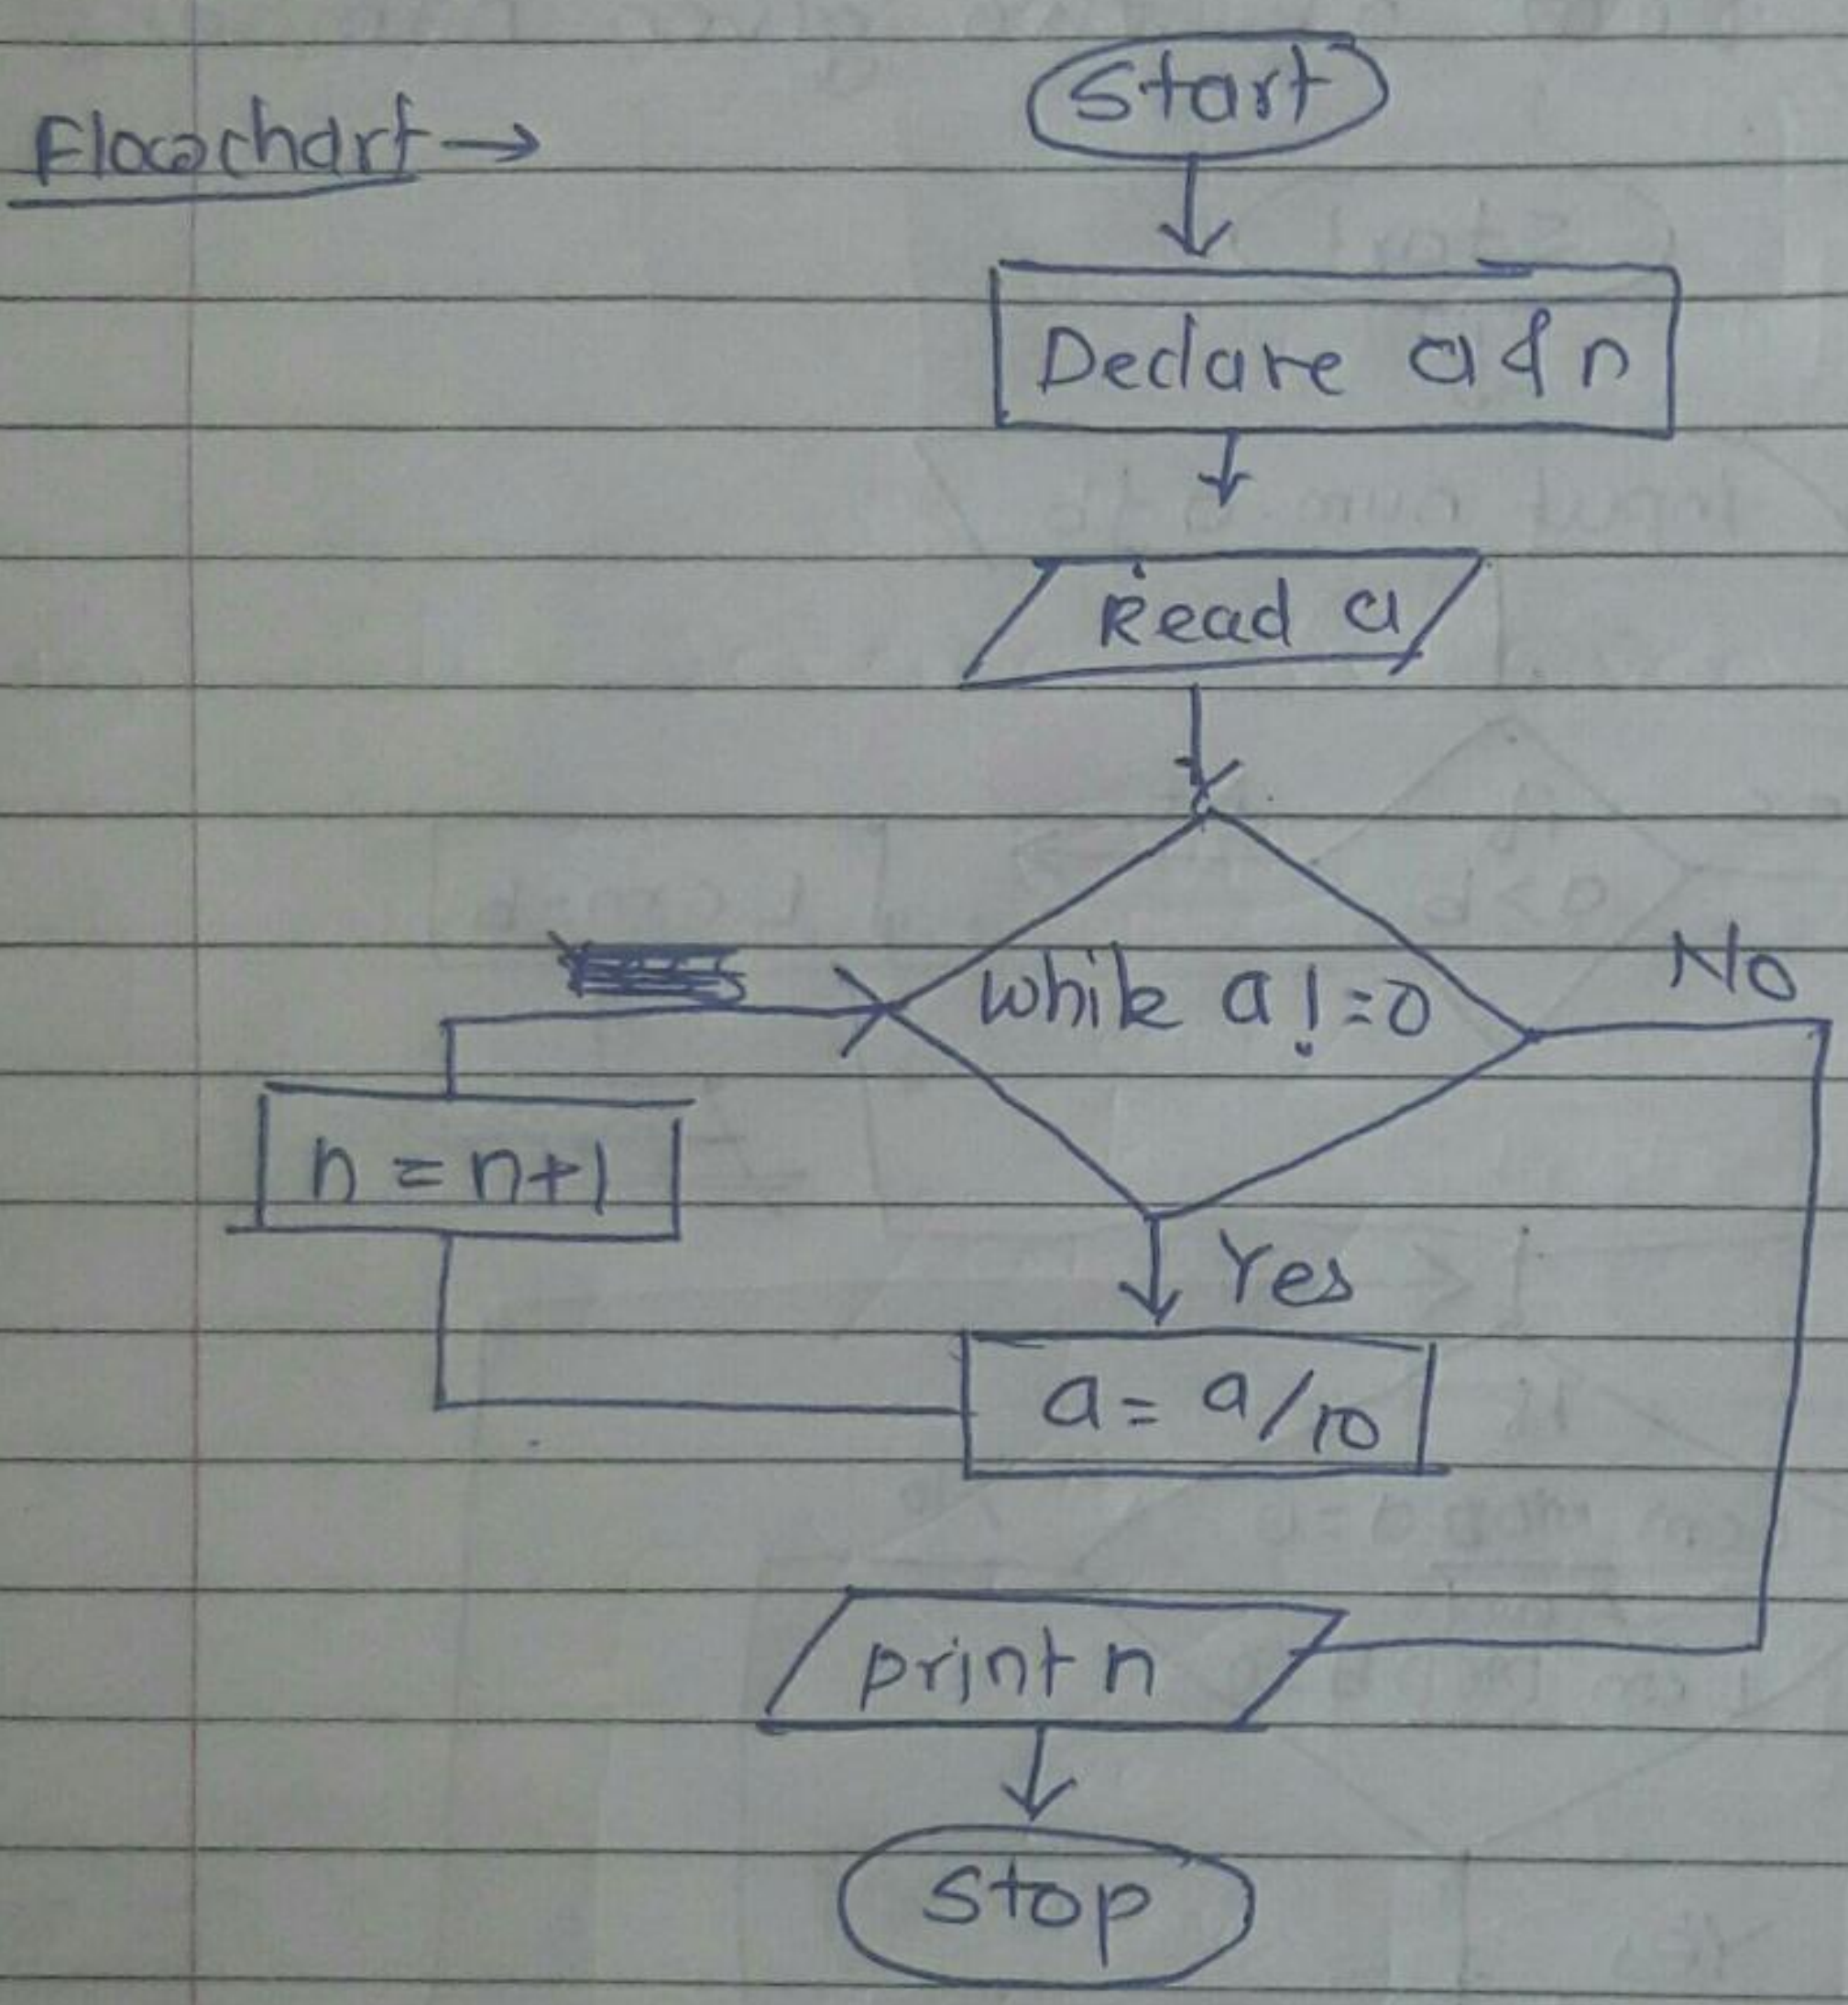 Flowchart →
Start
Declare a & n
Read a
while a!=0
No
n = n+1
Yes
a = a/10
print n
Stop